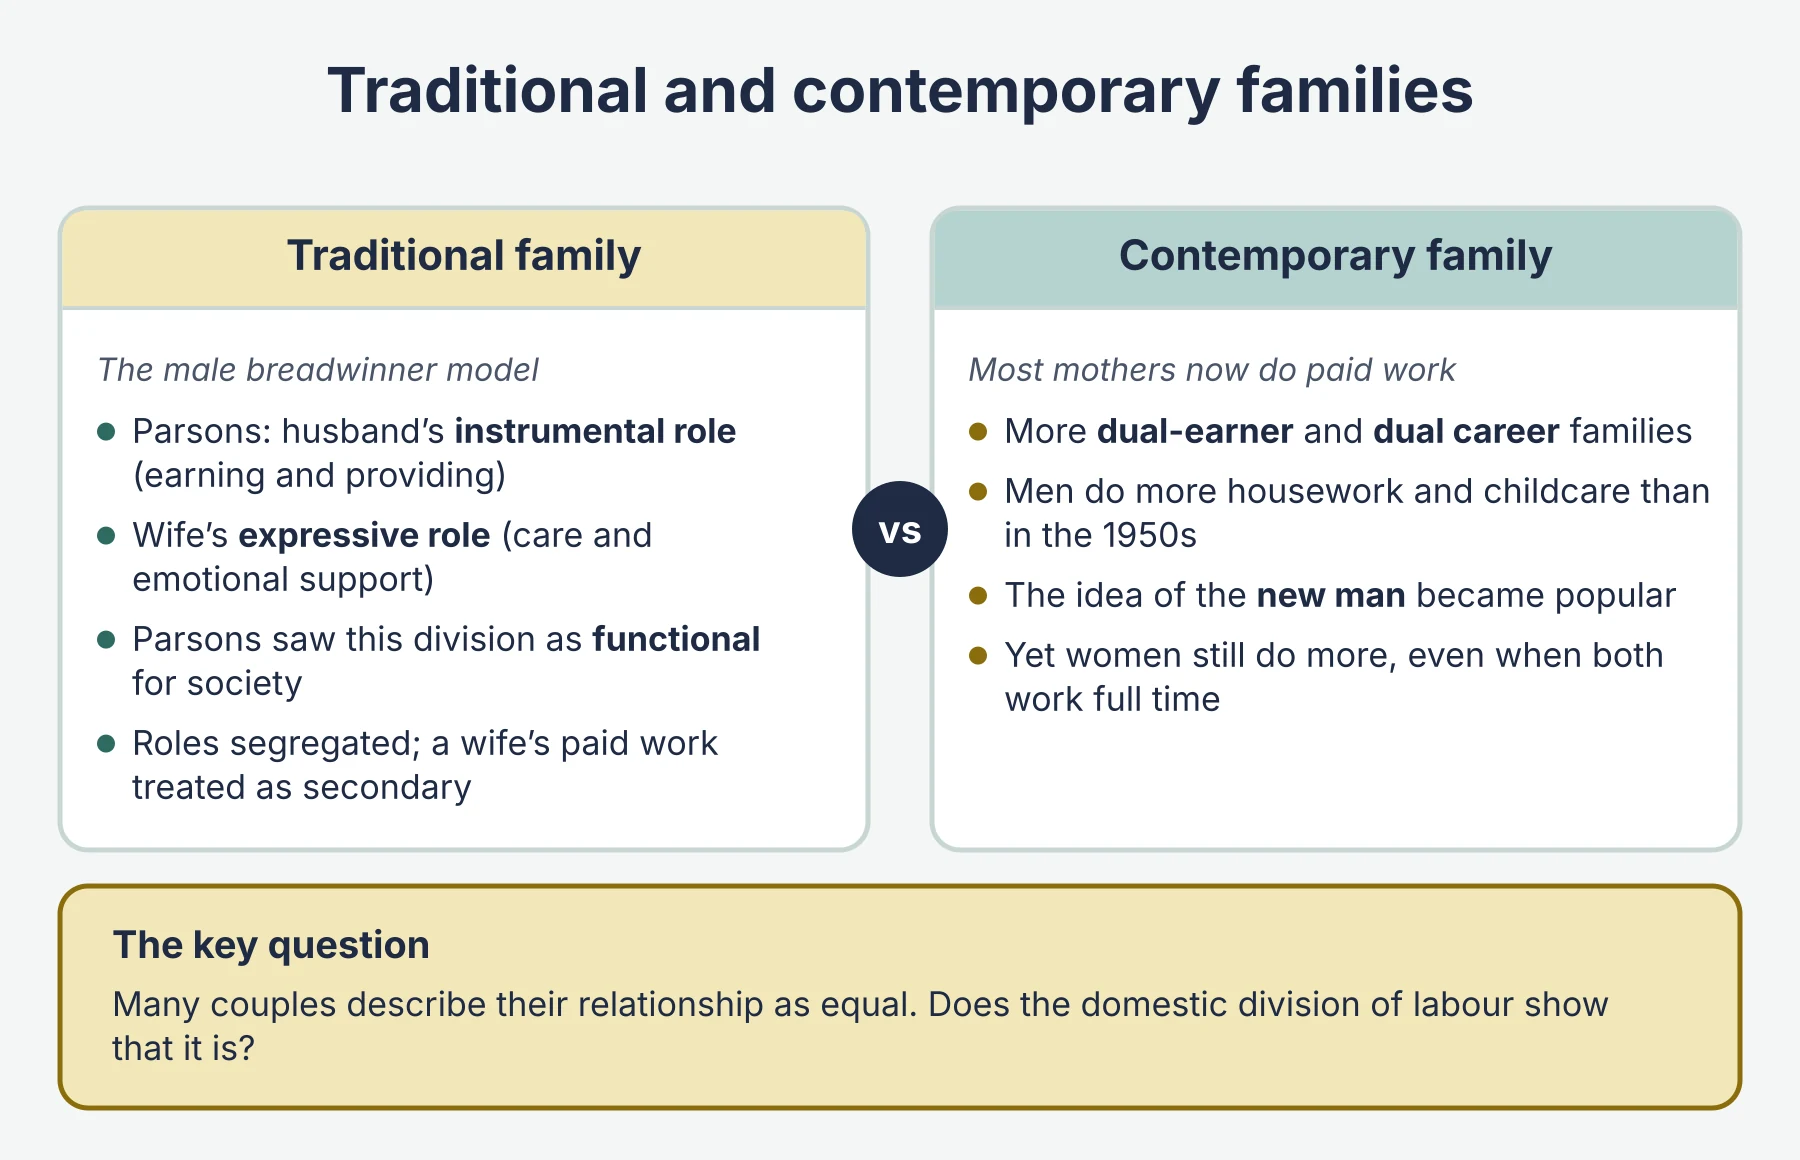 Traditional and contemporary families
Traditional family
The male breadwinner model
Parsons: husband’s instrumental role
(earning and providing)
Wife’s expressive role (care and
emotional support)
Parsons saw this division as functional
for society
Roles segregated; a wife’s paid work
treated as secondary
vs
Contemporary family
Most mothers now do paid work
More dual-earner and dual career families
Men do more housework and childcare than
in the 1950s
The idea of the new man became popular
Yet women still do more, even when both
work full time
The key question
Many couples describe their relationship as equal. Does the domestic division of labour show
that it is?